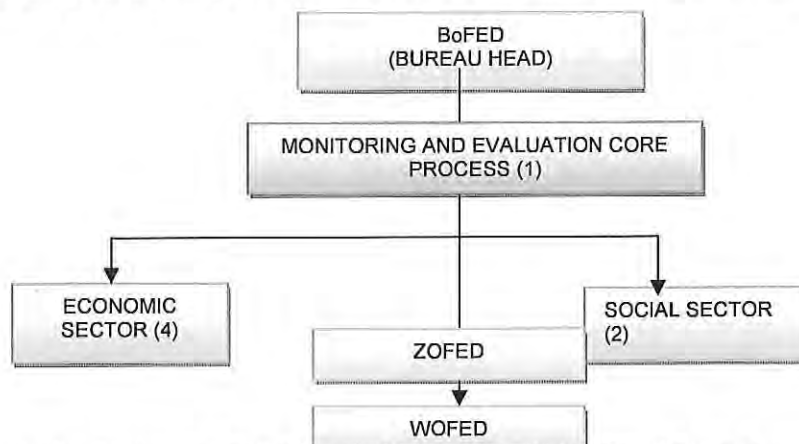 BoFED
(BUREAU HEAD)
MONITORING AND EVALUATION CORE
PROCESS (1)
ECONOMIC
SECTOR (4)
SOCIAL SECTOR
(2)
ZOFED
WOFED